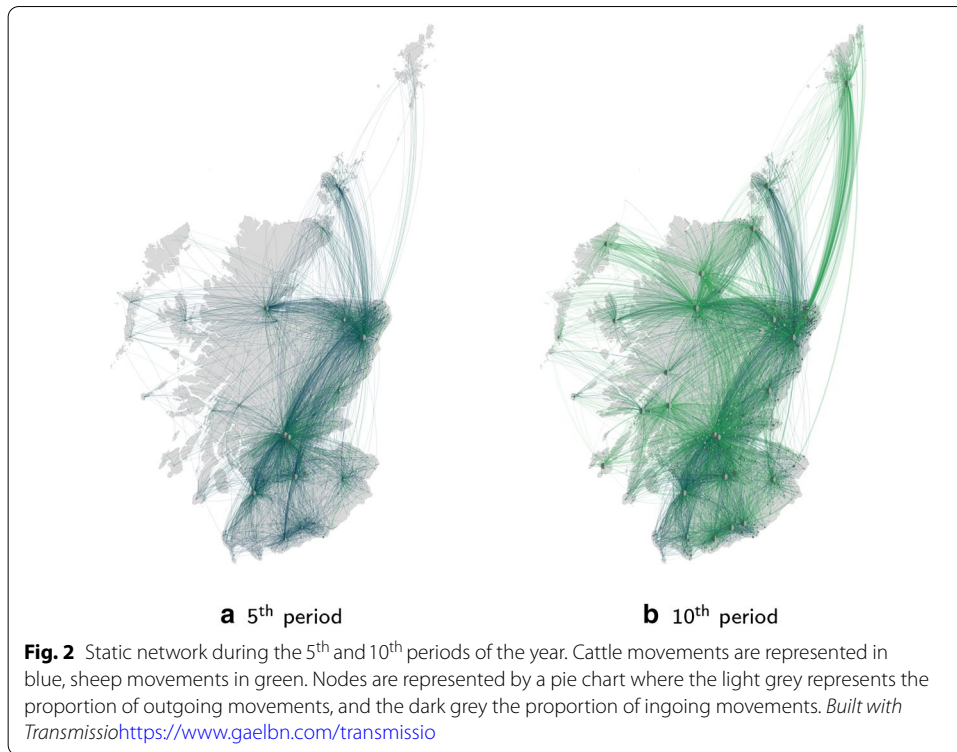 a 5th period
b 10th period
Fig. 2 Static network during the 5th and 10th periods of the year. Cattle movements are represented in
blue, sheep movements in green. Nodes are represented by a pie chart where the light grey represents the
proportion of outgoing movements, and the dark grey the proportion of ingoing movements. Built with
Transmissiohttps://www.gaelbn.com/transmissio